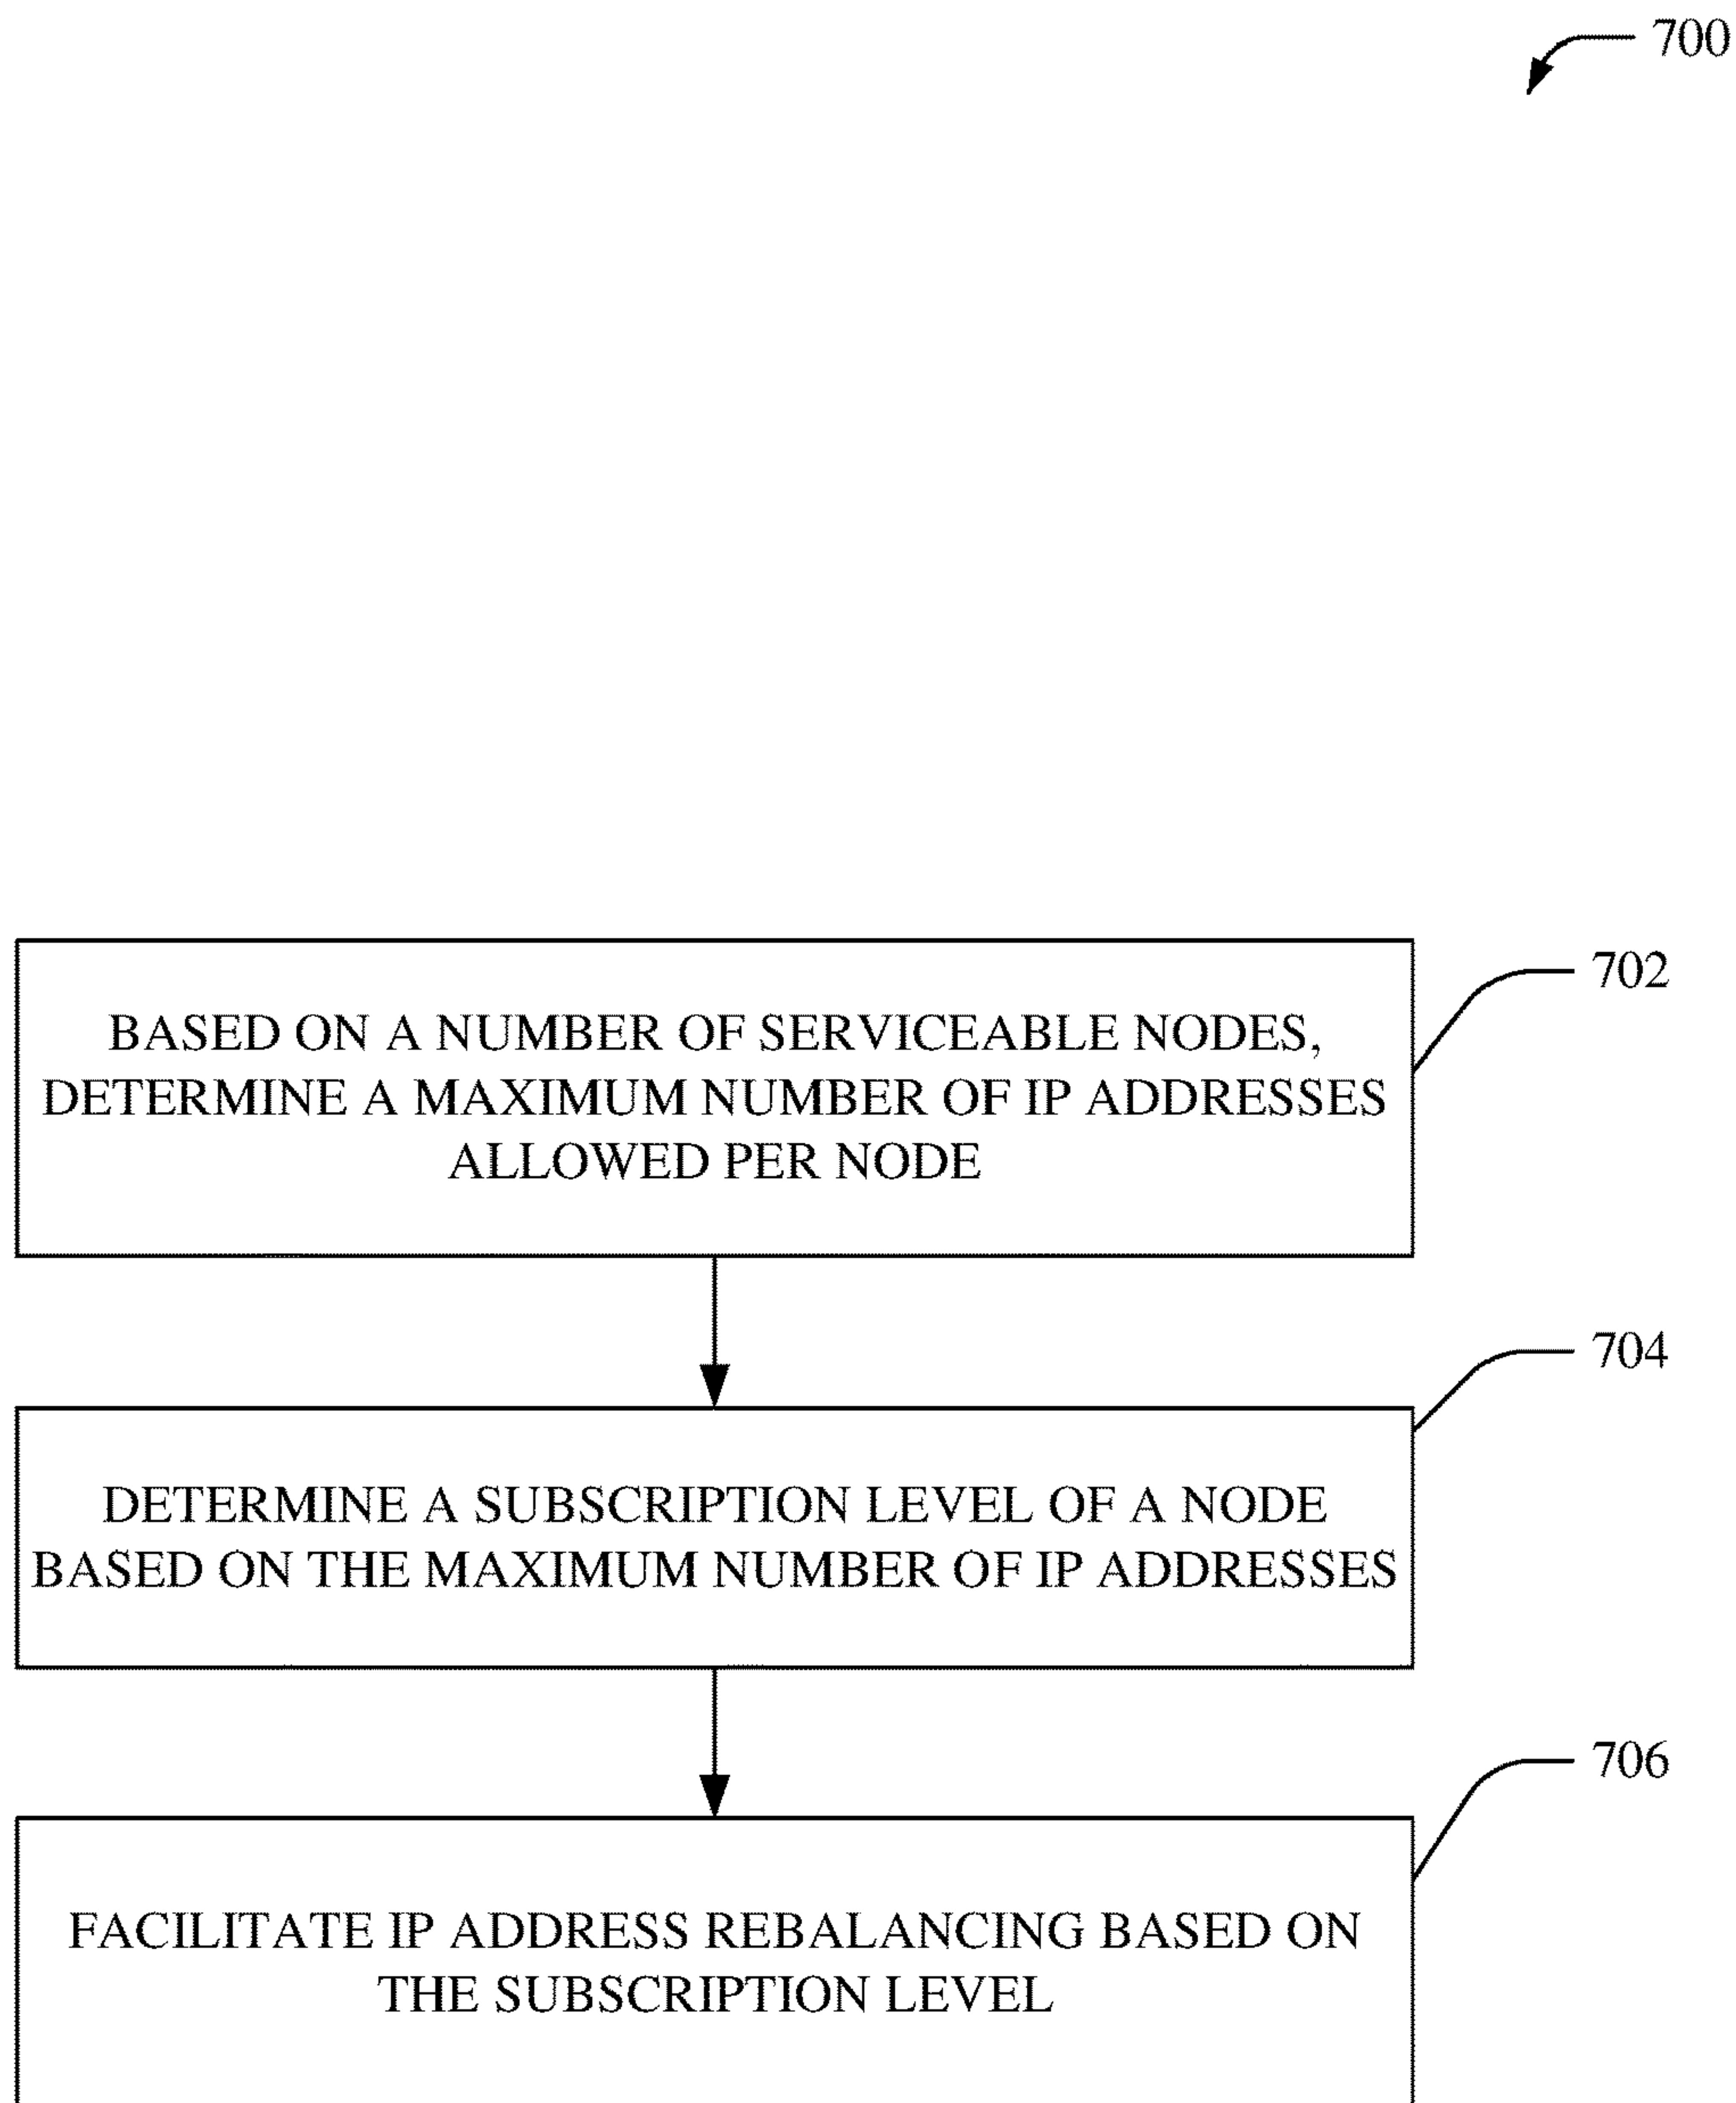 700
702
BASED ON A NUMBER OF SERVICEABLE NODES,
DETERMINE A MAXIMUM NUMBER OF IP ADDRESSES
ALLOWED PER NODE
704
DETERMINE A SUBSCRIPTION LEVEL OF A NODE
BASED ON THE MAXIMUM NUMBER OF IP ADDRESSES
706
FACILITATE IP ADDRESS REBALANCING BASED ON
THE SUBSCRIPTION LEVEL